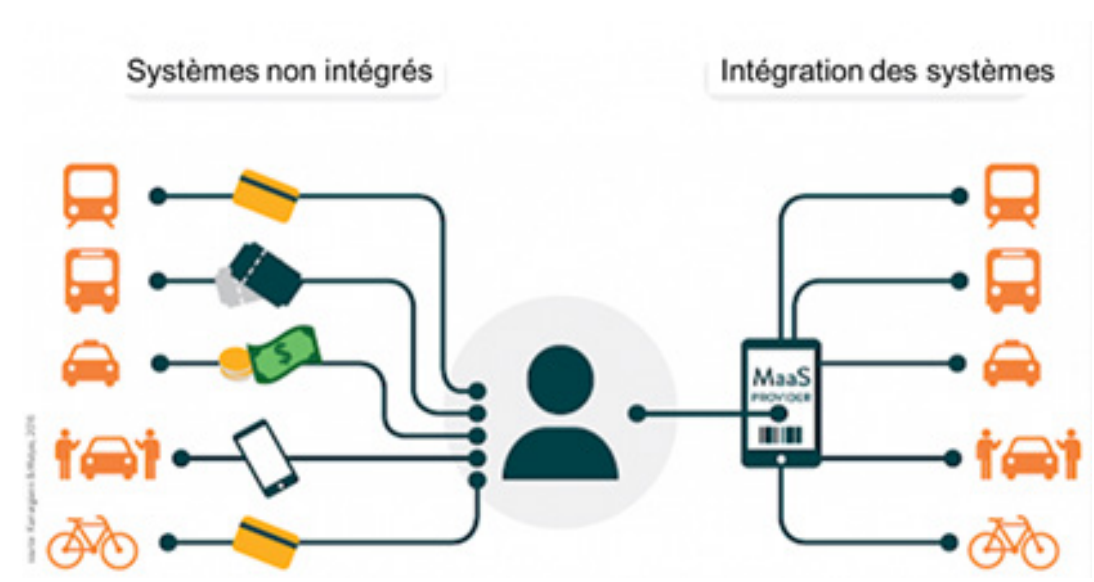 Systèmes non intégrés
Intégration des systèmes
$
MaaS
PROVIDER